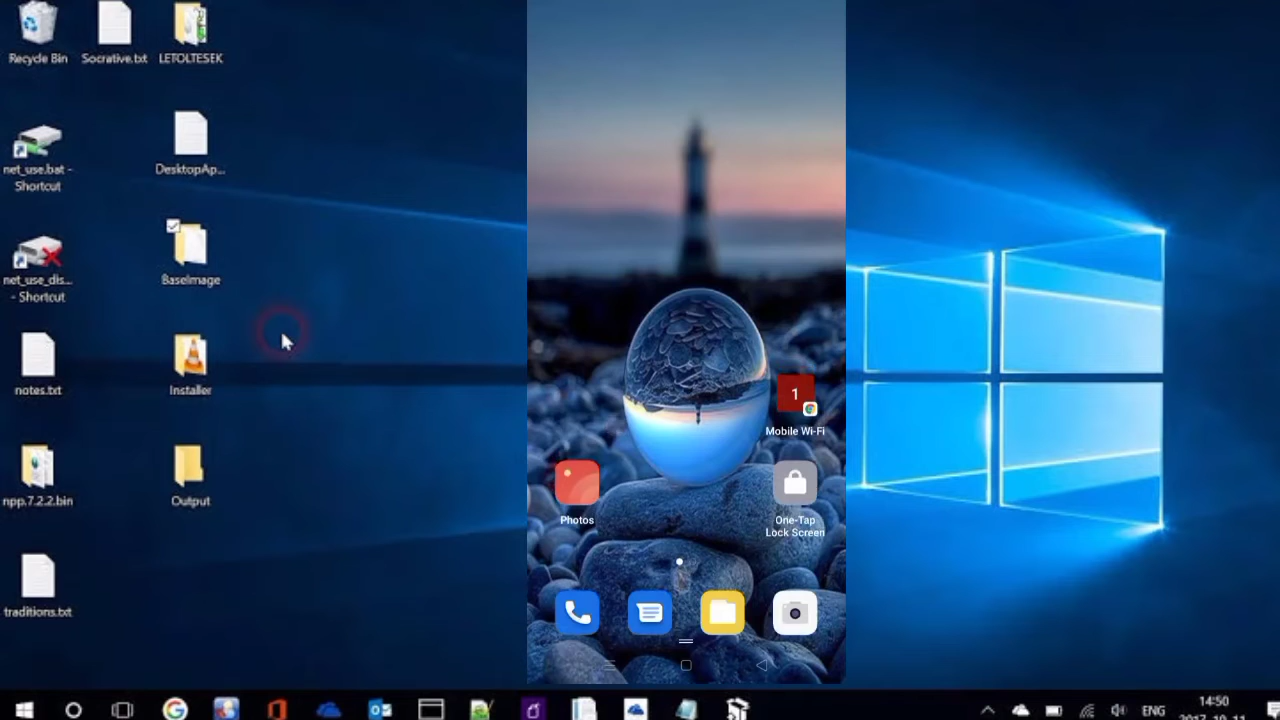 Recycle Bin
Socrative.txt
LETOLTESEK
net_use.bat -
Shortcut
DesktopAp...
net_use_dis...
- Shortcut
BaseImage
notes.txt
Installer
npp.7.2.2.bin
Output
traditions.txt
1
Mobile Wi-Fi
Photos
One-Tap
Lock Screen
ENG
14:50